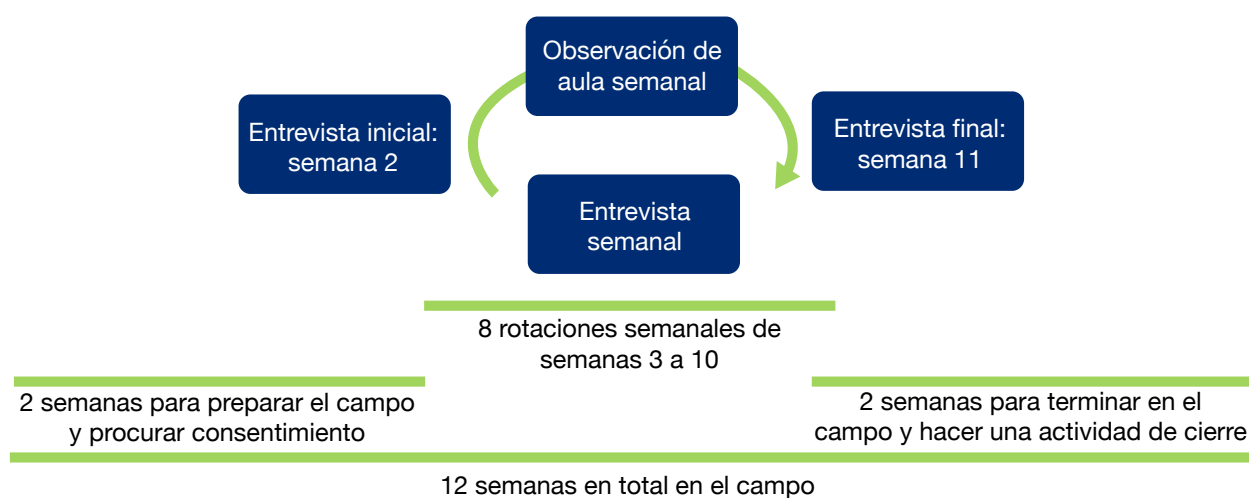 Observación de
aula semanal
Entrevista inicial:
semana 2
Entrevista final:
semana 11
Entrevista
semanal
8 rotaciones semanales de
semanas 3 a 10
2 semanas para preparar el campo
y procurar consentimiento
2 semanas para terminar en el
campo y hacer una actividad de cierre
12 semanas en total en el campo